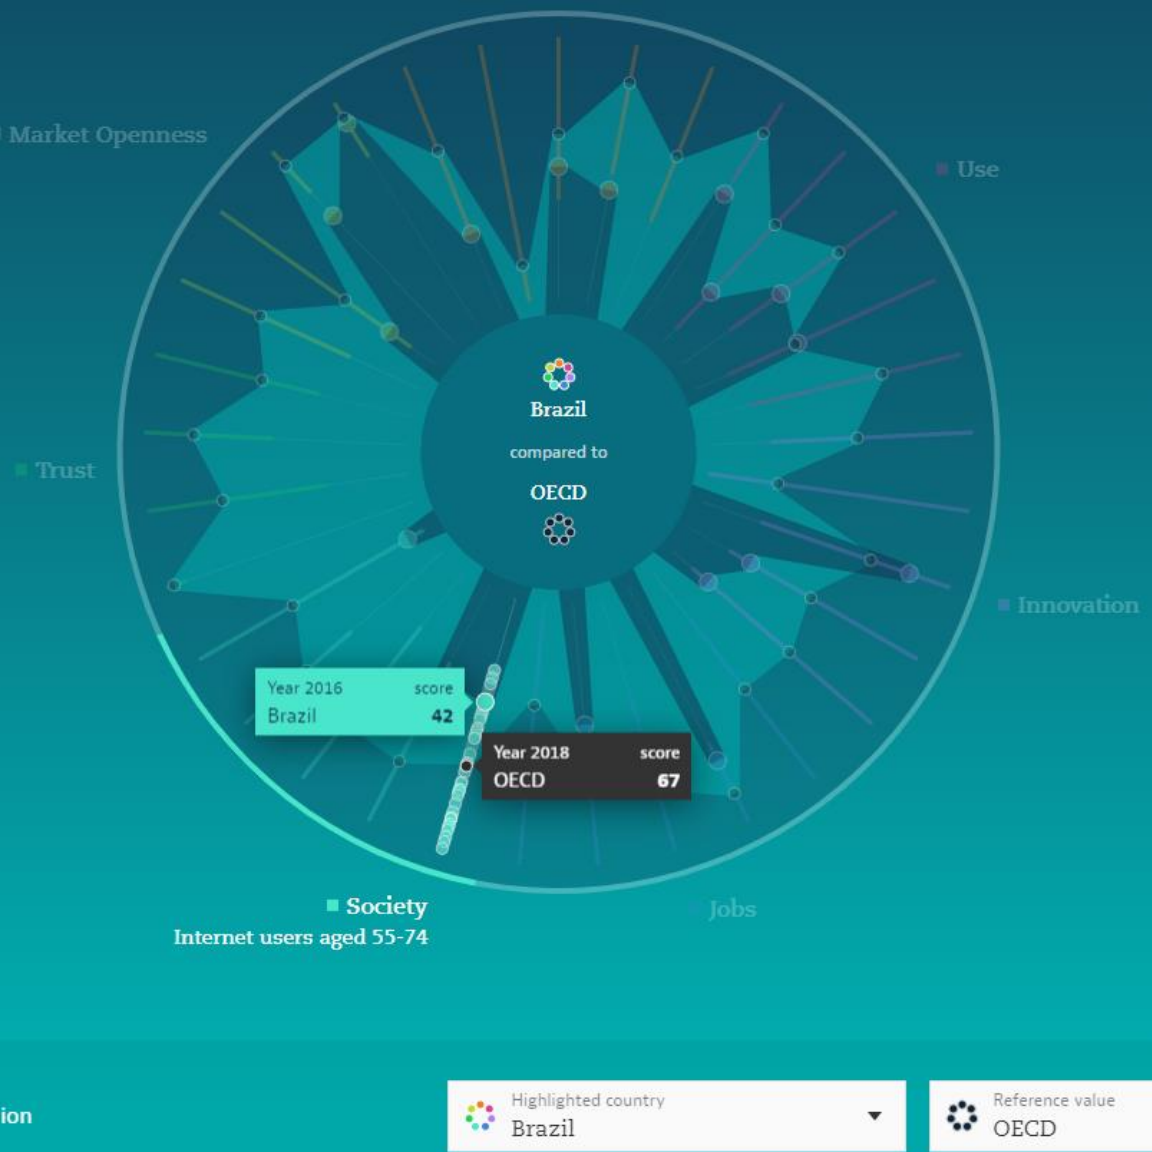 Market Openness
Use
Brazil
compared to
OECD
Trust
Innovation
Year 2016 score
Brazil 42
Year 2018 score
OECD 67
Society
Internet users aged 55-74
Jobs
ion
Highlighted country
Brazil
Reference value
OECD